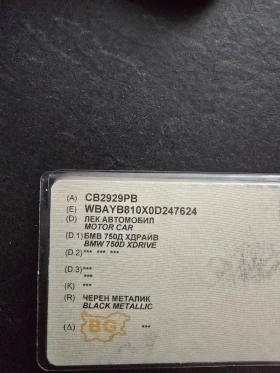 (A) СВ2929РВ
(E) WBAYB810X0D247624
(D) ЛЕК АВТОМОБИЛ
MOTOR CAR
(D.1) БМВ 750Д ХДРАЙВ
BMW 750D XDRIVE
(D.2) *** *** ***
(D.3) ***
***
(K) ***
(R) ЧЕРЕН МЕТАЛИК
BLACK METALLIC
(Δ) BG ***